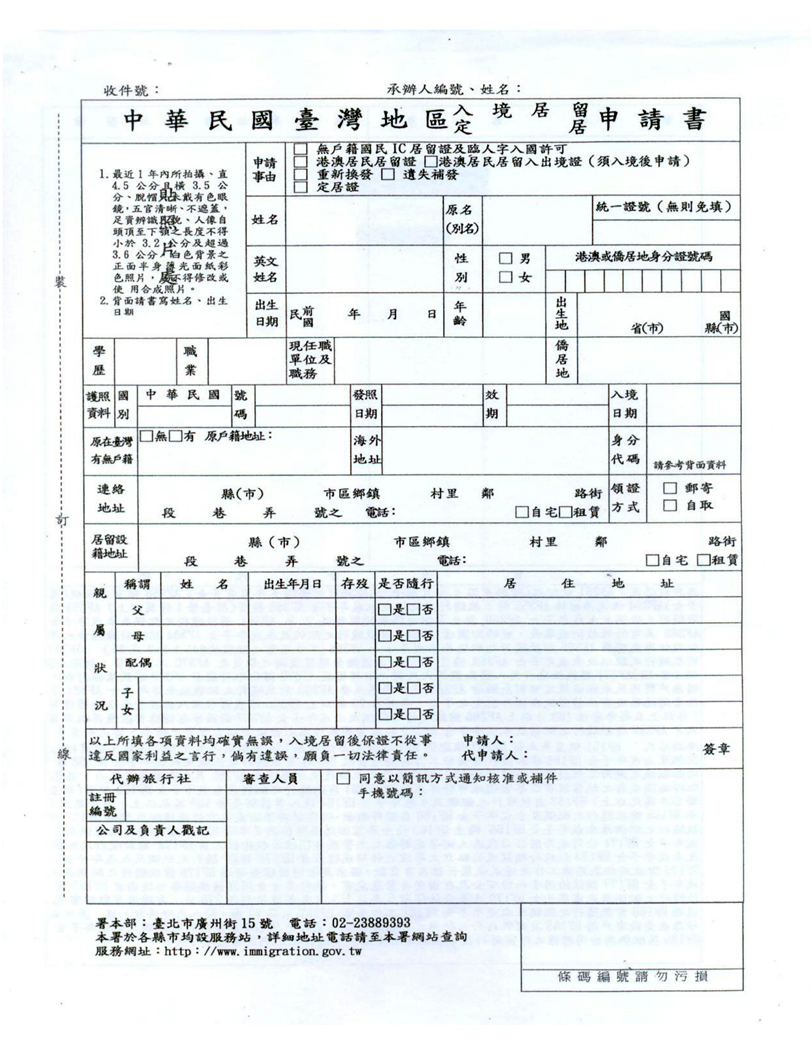 收件號：
承辦人編號、姓名：
中華民國臺灣地區入境居留定居申請書
1.最近1年內所拍攝、直
4.5 公分且橫 3.5 公
分、脫帽、未戴有色眼
鏡，五官清晰、不遮蓋，
足資辨識，人像自
頭頂至下顎之長度不得
小於 3.2 公分及超過
3.6 公分，白色背景之
正面半身薄光面紙彩
色照片，不得修改或
使用合成照片。
2.背面請書寫姓名、出生
日期
貼照片處
申請
事由
□ 無戶籍國民IC居留證及臨人字入國許可
□ 港澳居民居留證 □港澳居民居留入出境證（須入境後申請）
□ 重新換發 □ 遺失補發
□ 定居證
姓名
原名
(別名)
統一證號（無則免填）
英文
姓名
性
別
□ 男
□ 女
港澳或僑居地身分證號碼
出生
日期
民前
國
年 月 日
年
齡
出
生
地
國
省(市) 縣(市)
學
歷
職
業
現任職
單位及
職務
僑
居
地
護照
資料
國
別
中華民國
號
碼
發照
日期
效
期
入境
日期
原在臺灣
有無戶籍
□無□有 原戶籍地址：
海外
地址
身分
代碼
請參考背面資料
連絡
地址
縣(市) 市區鄉鎮 村里 鄰 路街
段 巷 弄 號之 電話： □自宅□租賃
領證
方式
□ 郵寄
□ 自取
居留設
籍地址
縣（市） 市區鄉鎮 村里 鄰 路街
段 巷 弄 號之 電話： □自宅 □租賃
親
屬
狀
況
稱謂 姓 名 出生年月日 存歿 是否隨行 居 住 地 址
父 □是□否
母 □是□否
配偶 □是□否
子
女
□是□否
□是□否
以上所填各項資料均確實無誤，入境居留後保證不從事
違反國家利益之言行，倘有違誤，願負一切法律責任。
申請人：
代申請人：
簽章
代辦旅行社
審查人員
□ 同意以簡訊方式通知核准或補件
手機號碼：
註冊
編號
公司及負責人戳記
裝
訂
線
署本部：臺北市廣州街15號 電話：02-23889393
本署於各縣市均設服務站，詳細地址電話請至本署網站查詢
服務網址：http：//www.immigration.gov.tw
條碼編號請勿污損